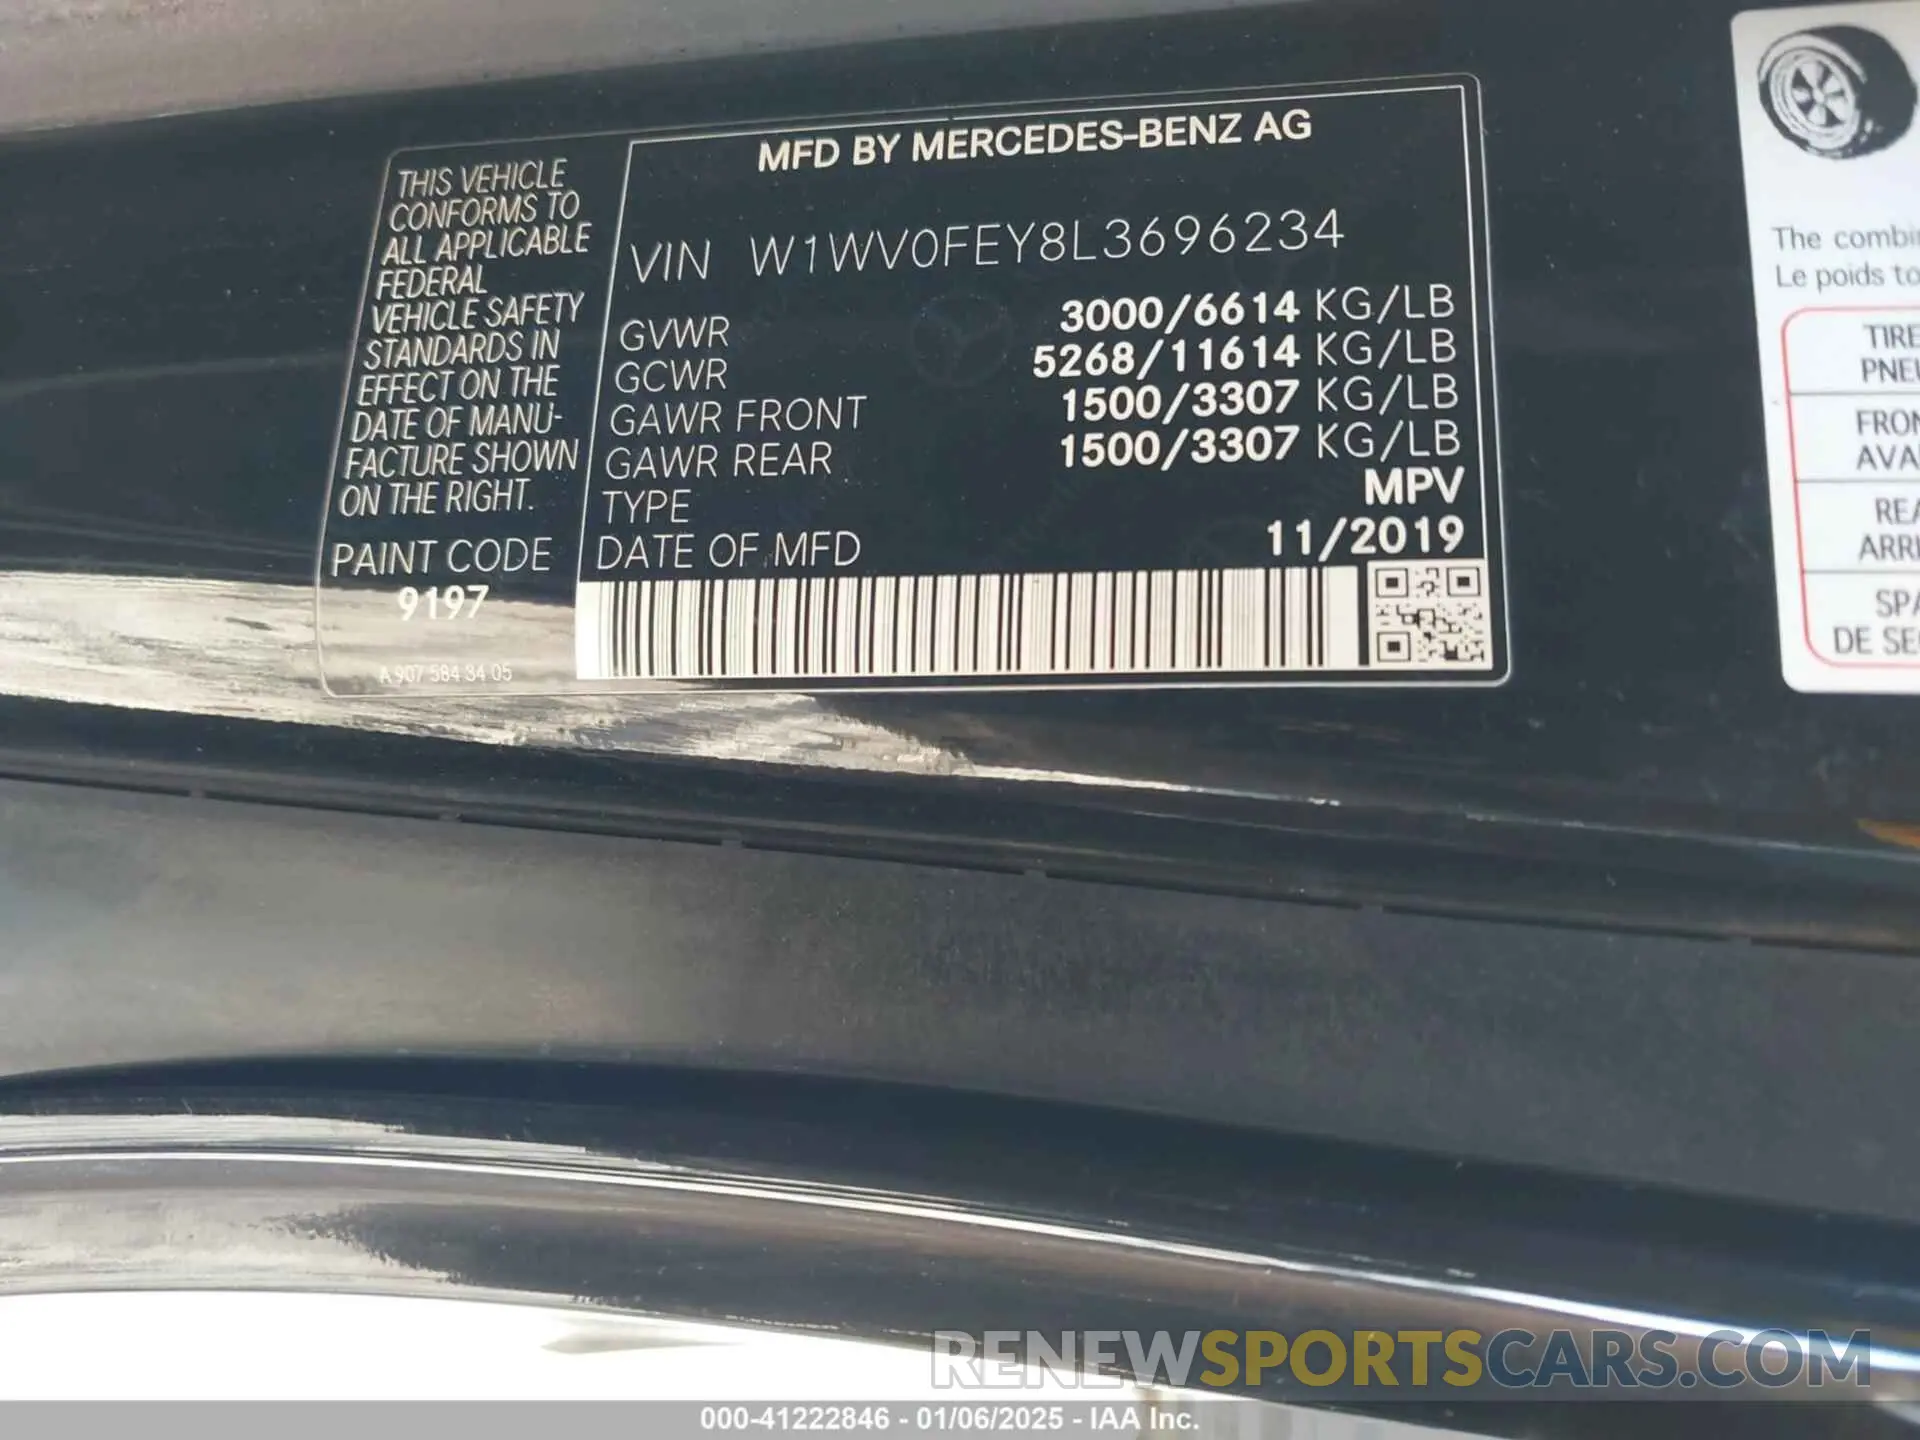 THIS VEHICLE
CONFORMS TO
ALL APPLICABLE
FEDERAL
VEHICLE SAFETY
STANDARDS IN
EFFECT ON THE
DATE OF MANU-
FACTURE SHOWN
ON THE RIGHT.
PAINT CODE
9197
A 907 584 34 05
MFD BY MERCEDES-BENZ AG
VIN W1WV0FEY8L3696234
GVWR 3000/6614 KG/LB
GCWR 5268/11614 KG/LB
GAWR FRONT 1500/3307 KG/LB
GAWR REAR 1500/3307 KG/LB
TYPE MPV
DATE OF MFD 11/2019
The combi
Le poids to
TIRE
PNEU
FRON
AVA
REA
ARRI
SPA
DE SE
RENEWSPORTSCARS.COM
000-41222846 - 01/06/2025 - IAA Inc.